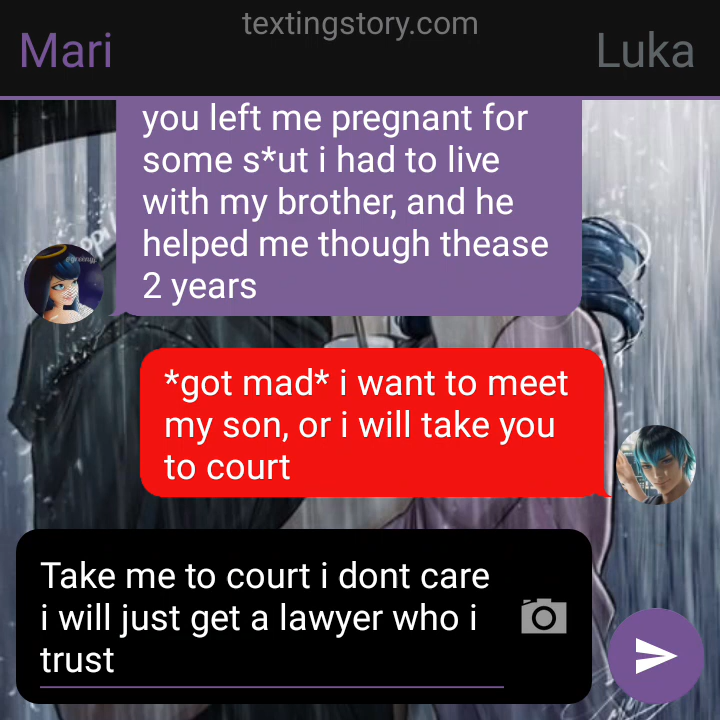 textingstory.com
Mari
Luka
you left me pregnant for
some s*ut i had to live
with my brother, and he
helped me though thease
2 years
*got mad* i want to meet
my son, or i will take you
to court
Take me to court i dont care
i will just get a lawyer who i
trust